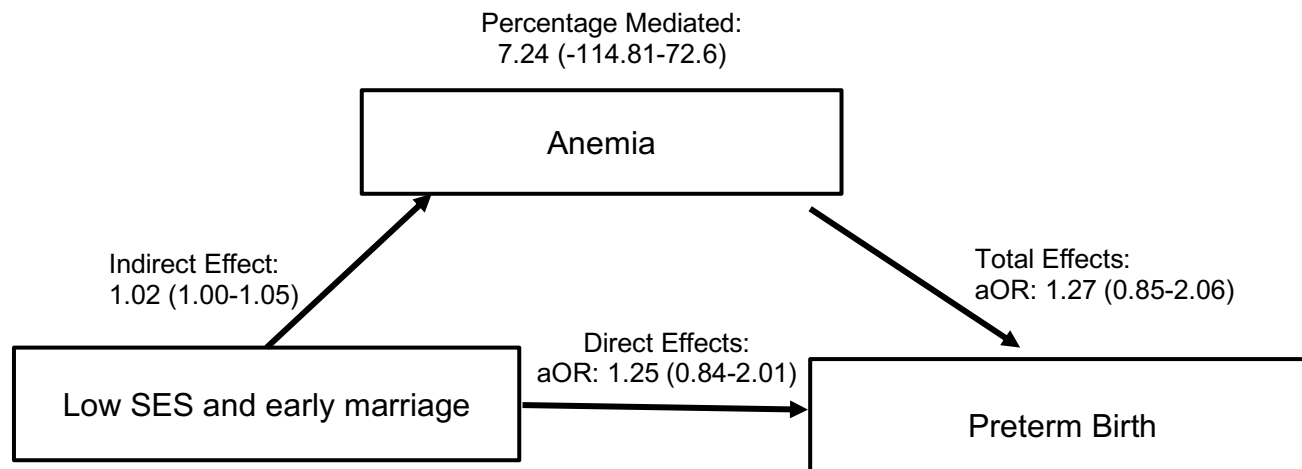 Percentage Mediated:
7.24 (-114.81-72.6)
Anemia
Indirect Effect:
1.02 (1.00-1.05)
Total Effects:
aOR: 1.27 (0.85-2.06)
Direct Effects:
aOR: 1.25 (0.84-2.01)
Low SES and early marriage
Preterm Birth